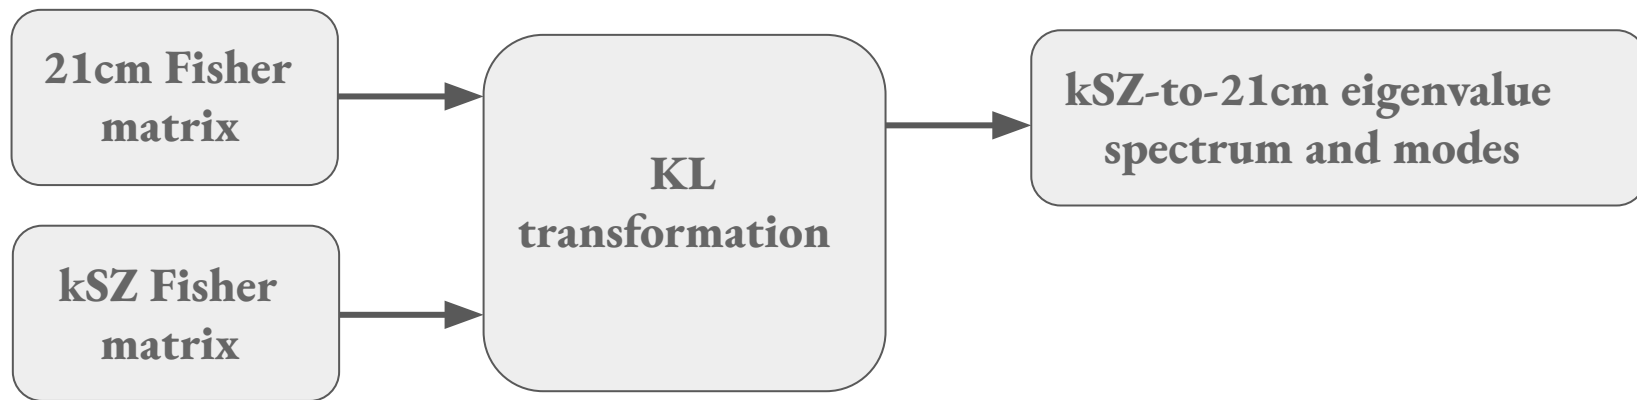 21cm Fisher
matrix
kSZ Fisher
matrix
KL
transformation
kSZ-to-21cm eigenvalue
spectrum and modes